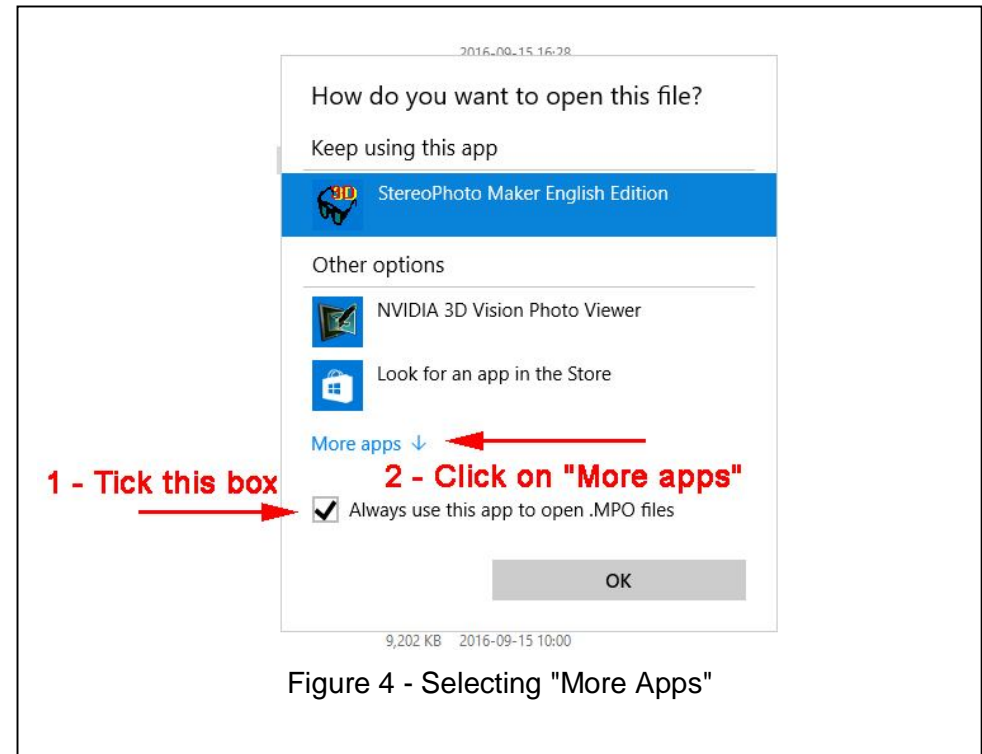 2016-09-15 16:28
How do you want to open this file?
Keep using this app
3D
StereoPhoto Maker English Edition
Other options
NVIDIA 3D Vision Photo Viewer
Look for an app in the Store
More apps ↓
1 - Tick this box
2 - Click on "More apps"
Always use this app to open .MPO files
OK
9,202 KB 2016-09-15 10:00
Figure 4 - Selecting "More Apps"